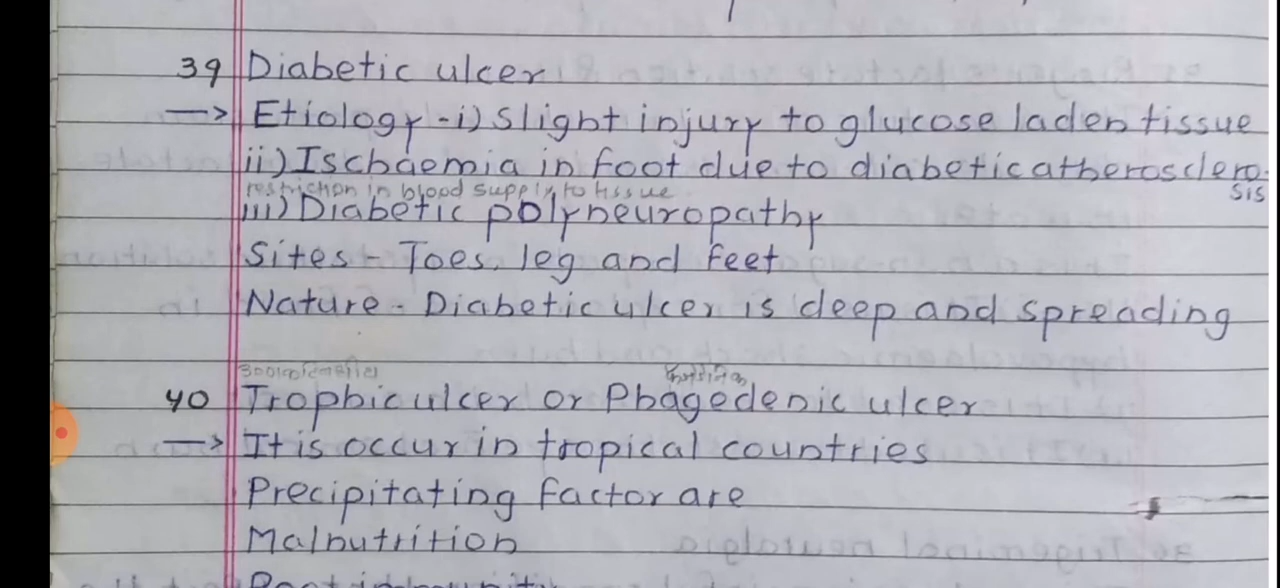 39 Diabetic ulcer
→ Etiology - i) Slight injury to glucose laden tissue
ii) Ischaemia in foot due to diabetic atherosclero-
sis
restriction in blood supply to tissue
iii) Diabetic polyneuropathy
Sites - Toes, leg and feet
Nature - Diabetic ulcer is deep and spreading
40 Trophic ulcer or Phagedenic ulcer
→ It is occur in tropical countries
Precipitating factor are
Malnutrition